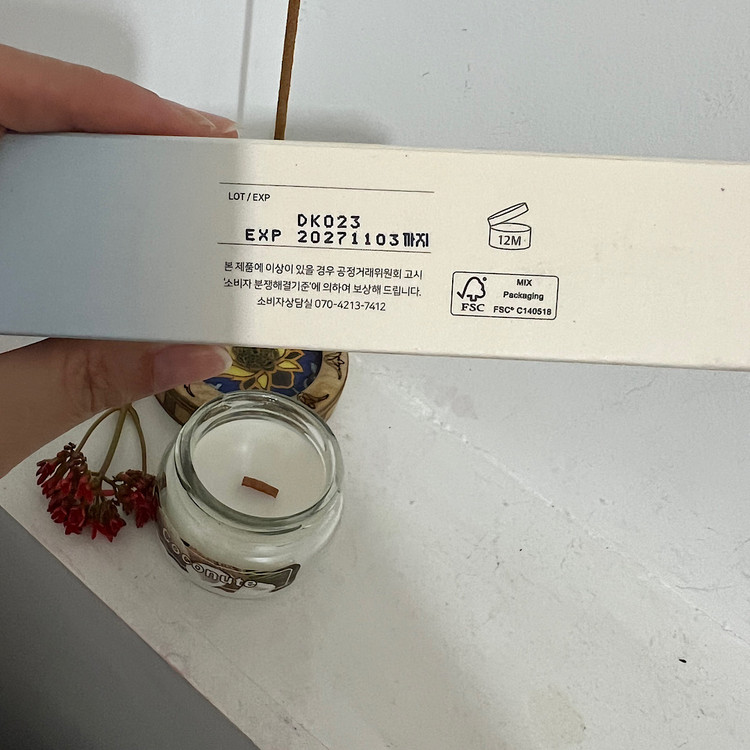 LOT / EXP
DK023
EXP 20271103까지
본 제품에 이상이 있을 경우 공정거래위원회 고시
'소비자 분쟁해결기준'에 의하여 보상해 드립니다.
소비자상담실 070-4213-7412
12M
FSC
MIX
Packaging
FSC® C140518
Coconute